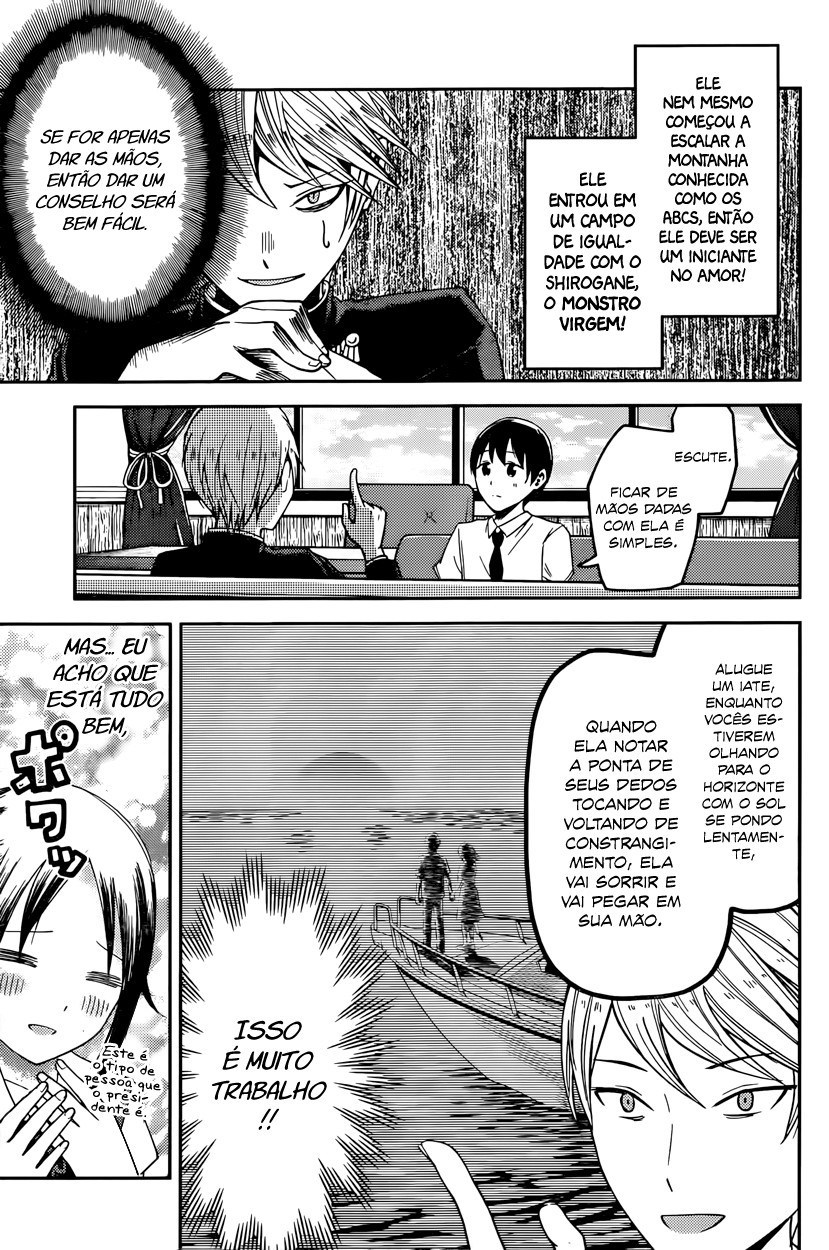 ELE
NEM MESMO
COMEÇOU A
ESCALAR A
MONTANHA
CONHECIDA
COMO OS
ABCS, ENTÃO
ELE DEVE SER
UM INICIANTE
NO AMOR!
ELE
ENTROU EM
UM CAMPO
DE IGUAL-
DADE COM O
SHIROGANE,
O MONSTRO
VIRGEM!
SE FOR APENAS
DAR AS MÃOS,
ENTÃO DAR UM
CONSELHO SERÁ
BEM FÁCIL.
ESCUTE.
FICAR DE
MÃOS DADAS
COM ELA É
SIMPLES.
ALUGUE
UM IATE,
ENQUANTO
VOCÊS ES-
TIVEREM
OLHANDO
PARA O
HORIZONTE
COM O SOL
SE PONDO
LENTAMEN-
TE,
QUANDO
ELA NOTAR
A PONTA DE
SEUS DEDOS
TOCANDO E
VOLTANDO DE
CONSTRANGI-
MENTO, ELA
VAI SORRIR E
VAI PEGAR EM
SUA MÃO.
ISSO
É MUITO
TRABALHO
!!
MAS... EU
ACHO QUE
ESTÁ TUDO
BEM,
ポワッ
Este é
o tipo de
pessoa que
o presi-
dente é.